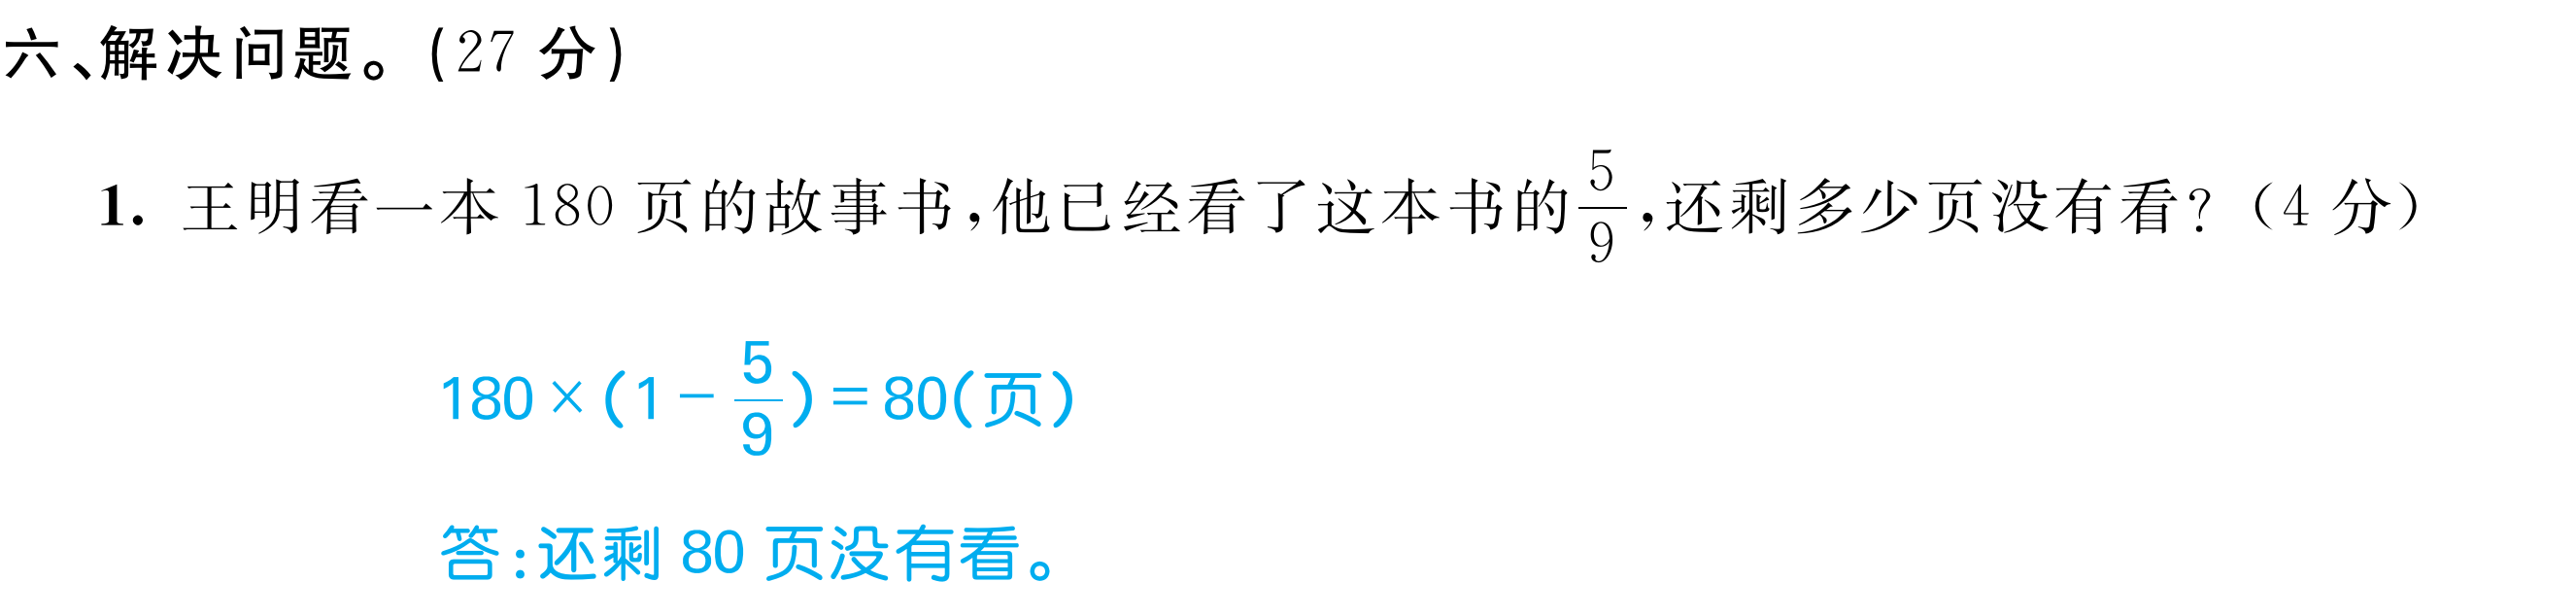 六、解决问题。(27 分)
1. 王明看一本 180 页的故事书,他已经看了这本书的5/9,还剩多少页没有看?(4 分)
180×(1-5/9)=80(页)
答:还剩 80 页没有看。